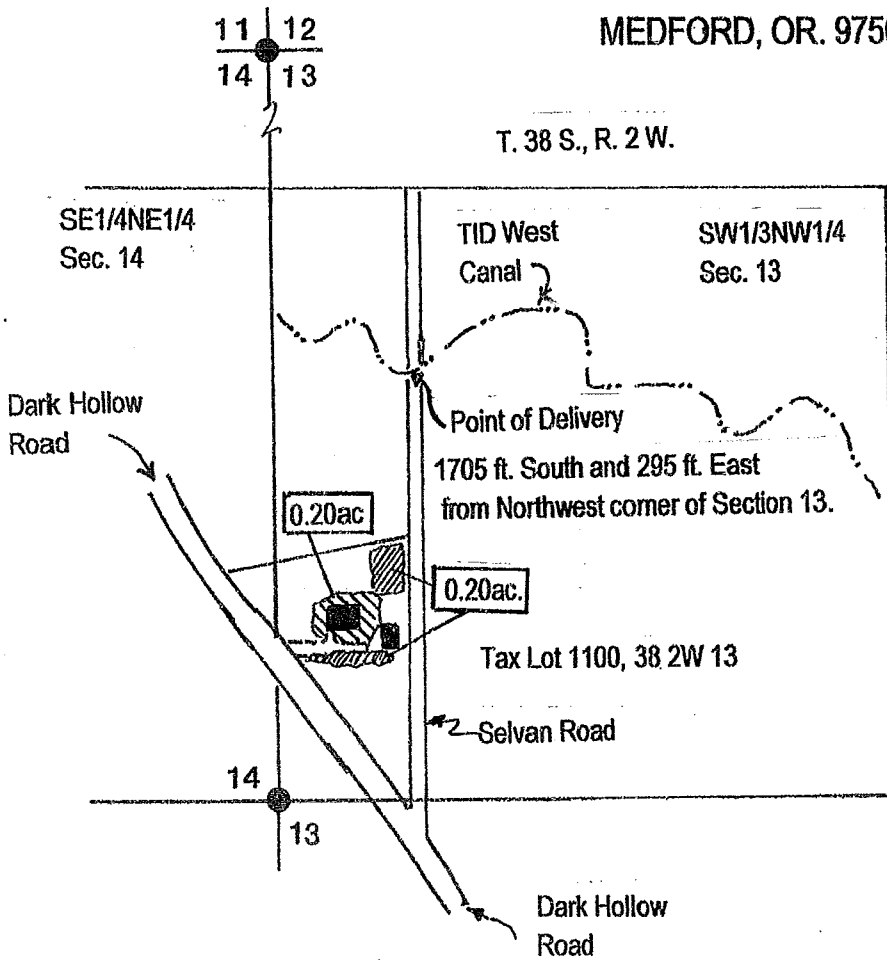 11 12
14 13
MEDFORD, OR. 9750
T. 38 S., R. 2 W.
SE1/4NE1/4
Sec. 14
TID West
Canal
SW1/3NW1/4
Sec. 13
Dark Hollow
Road
Point of Delivery
1705 ft. South and 295 ft. East
from Northwest corner of Section 13.
0.20ac
0.20ac.
Tax Lot 1100, 38 2W 13
Selvan Road
14
13
Dark Hollow
Road